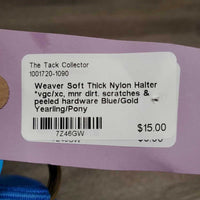 The Tack Collector
1001720-1090
Weaver Soft Thick Nylon Halter
*vgc/xc, mnr dirt. scratches &
peeled hardware Blue/Gold
Yearling/Pony
$15.00
7Z46GW